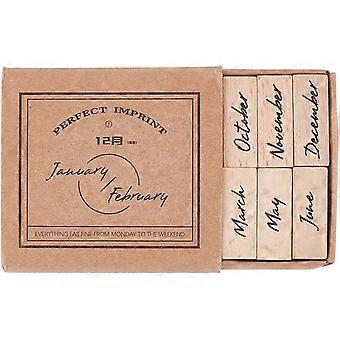 PERFECT IMPRINT
12月
January
February
EVERYTHING EAS FINE FROM MONDAY TO THE WEEKEND
October
November
December
March
May
June